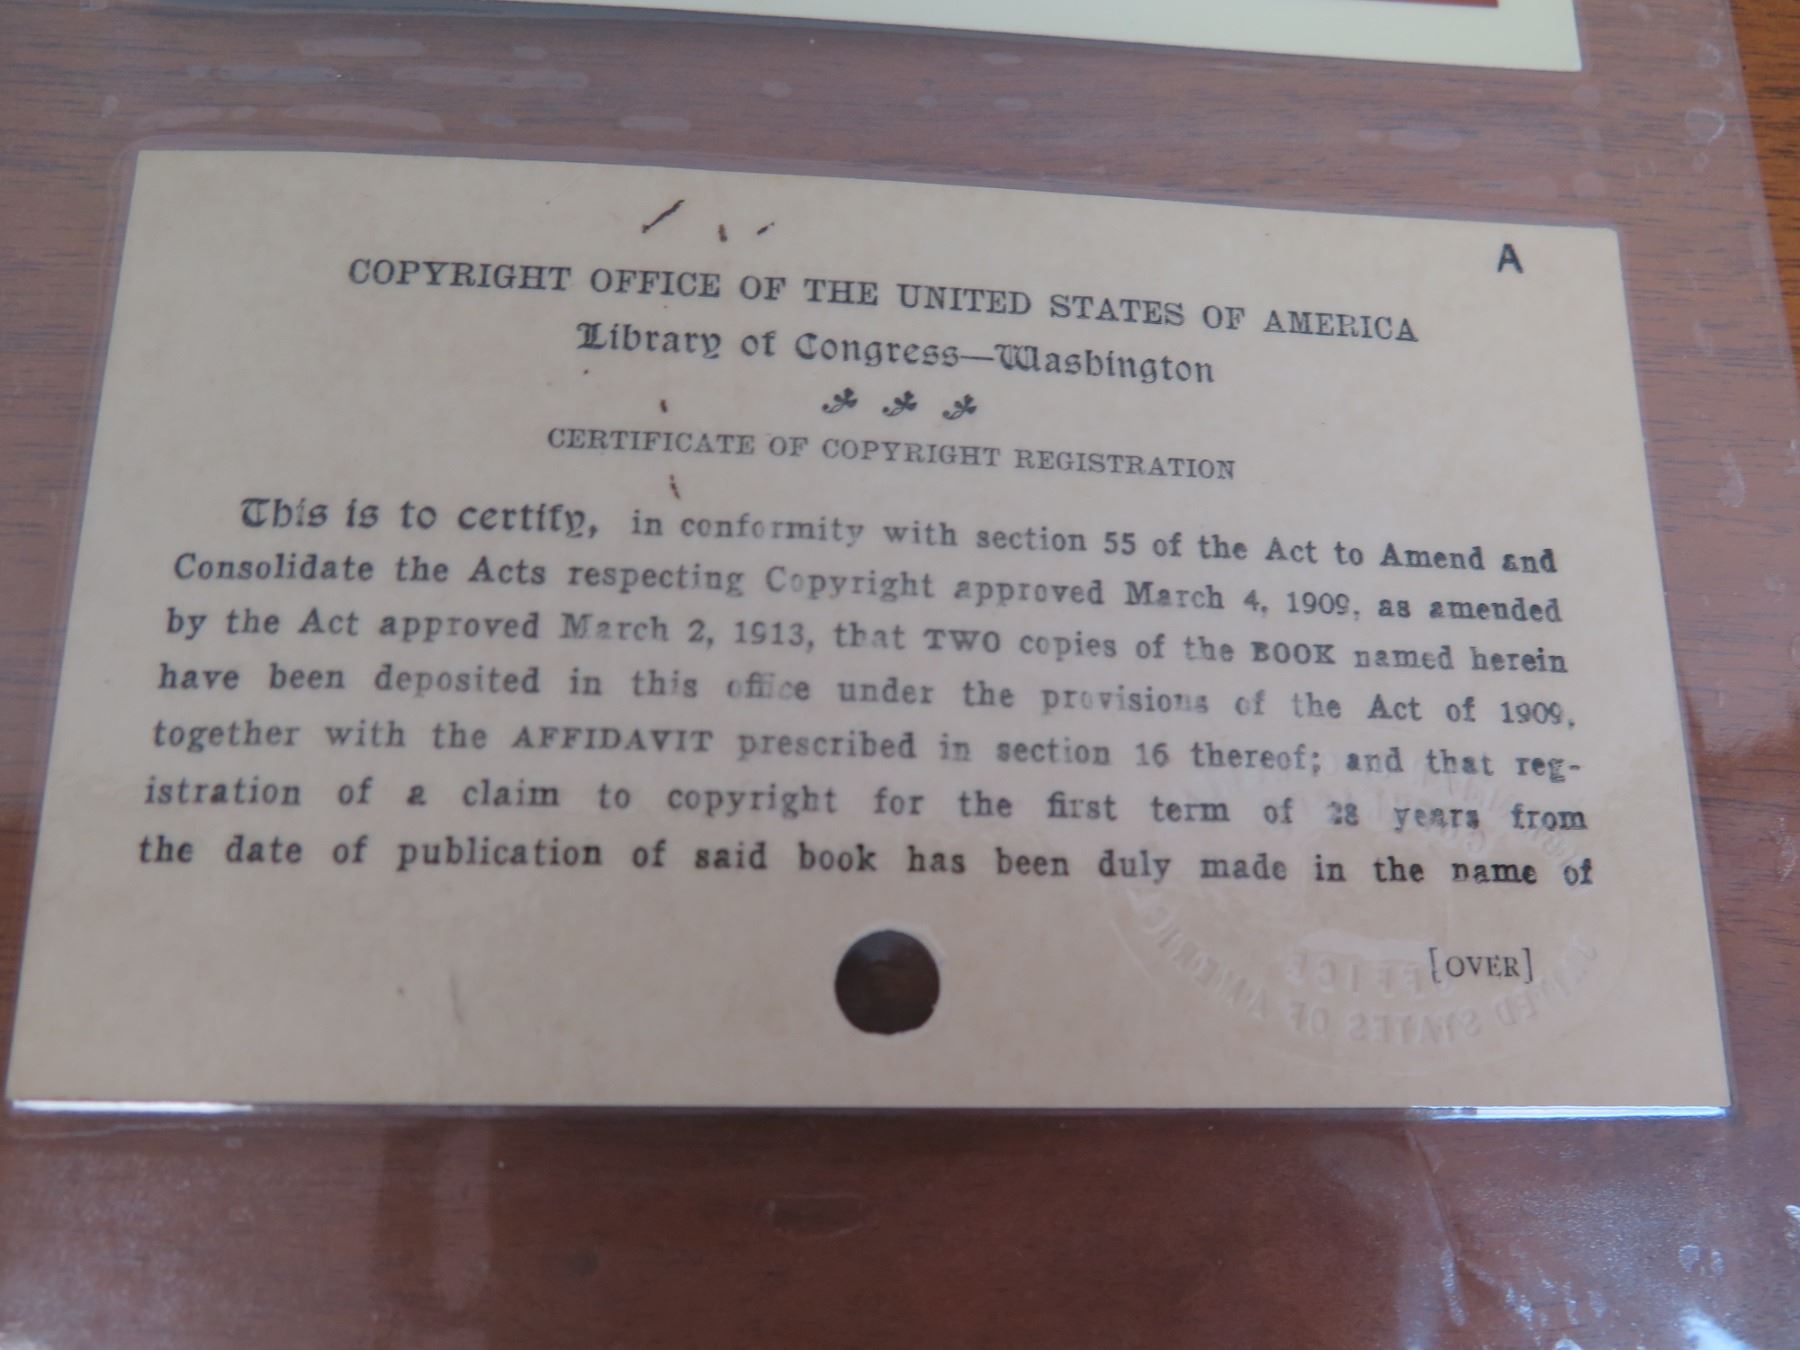 A
COPYRIGHT OFFICE OF THE UNITED STATES OF AMERICA
Library of Congress—Washington
CERTIFICATE OF COPYRIGHT REGISTRATION
This is to certify, in conformity with section 55 of the Act to Amend and
Consolidate the Acts respecting Copyright approved March 4, 1909, as amended
by the Act approved March 2, 1913, that TWO copies of the BOOK named herein
have been deposited in this office under the provisions of the Act of 1909,
together with the AFFIDAVIT prescribed in section 16 thereof; and that reg-
istration of a claim to copyright for the first term of 28 years from
the date of publication of said book has been duly made in the name of
[OVER]
OFFICE
UNITED STATES OF AMERICA